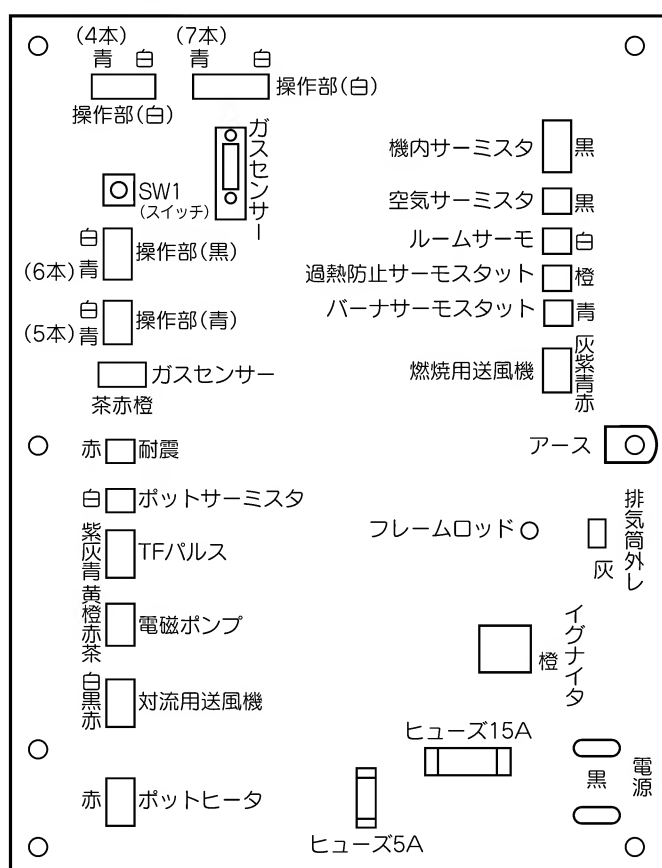 (4本)
青 白
操作部(白)
(7本)
青 白
操作部(白)
ガスセンサー
SW1
(スイッチ)
白
青
(6本)
操作部(黒)
白
青
(5本)
操作部(青)
ガスセンサー
茶赤橙
機内サーミスタ 黒
空気サーミスタ 黒
ルームサーモ 白
過熱防止サーモスタット 橙
バーナサーモスタット 青
燃焼用送風機
灰紫青赤
アース
赤 耐震
白 ポットサーミスタ
紫灰青
TFパルス
黄橙赤茶
電磁ポンプ
白黒赤
対流用送風機
赤 ポットヒータ
フレームロッド
排気筒外レ
灰
イグナイタ
橙
ヒューズ15A
ヒューズ5A
黒
電源